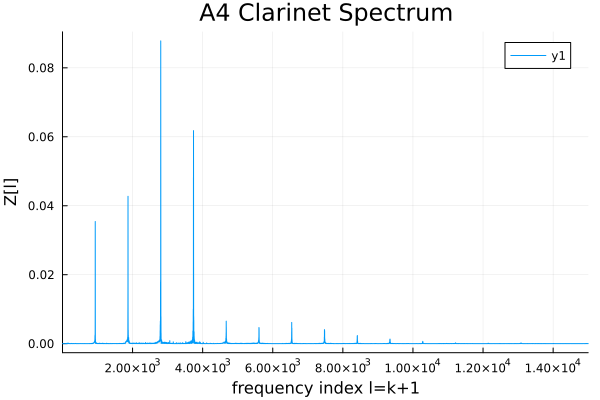 A4 Clarinet Spectrum
y1
0.08
0.06
0.04
0.02
0.00
Z[l]
2.00×10³ 4.00×10³ 6.00×10³ 8.00×10³ 1.00×10⁴ 1.20×10⁴ 1.40×10⁴
frequency index l=k+1